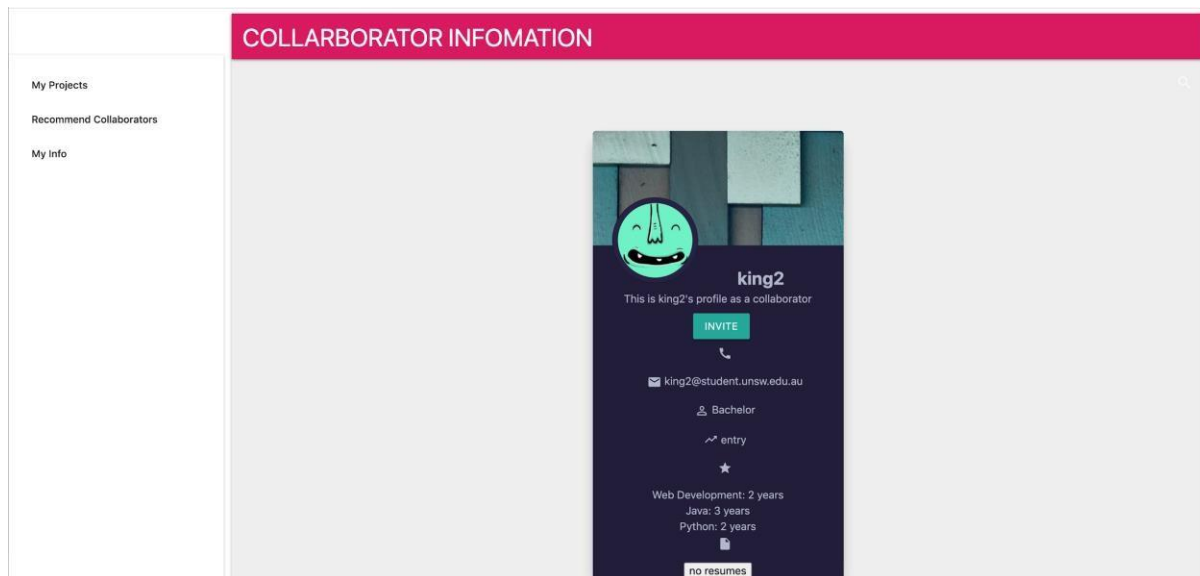 COLLARBORATOR INFOMATION
My Projects
Recommend Collaborators
My Info
king2
This is king2's profile as a collaborator
INVITE
king2@student.unsw.edu.au
Bachelor
entry
Web Development: 2 years
Java: 3 years
Python: 2 years
no resumes